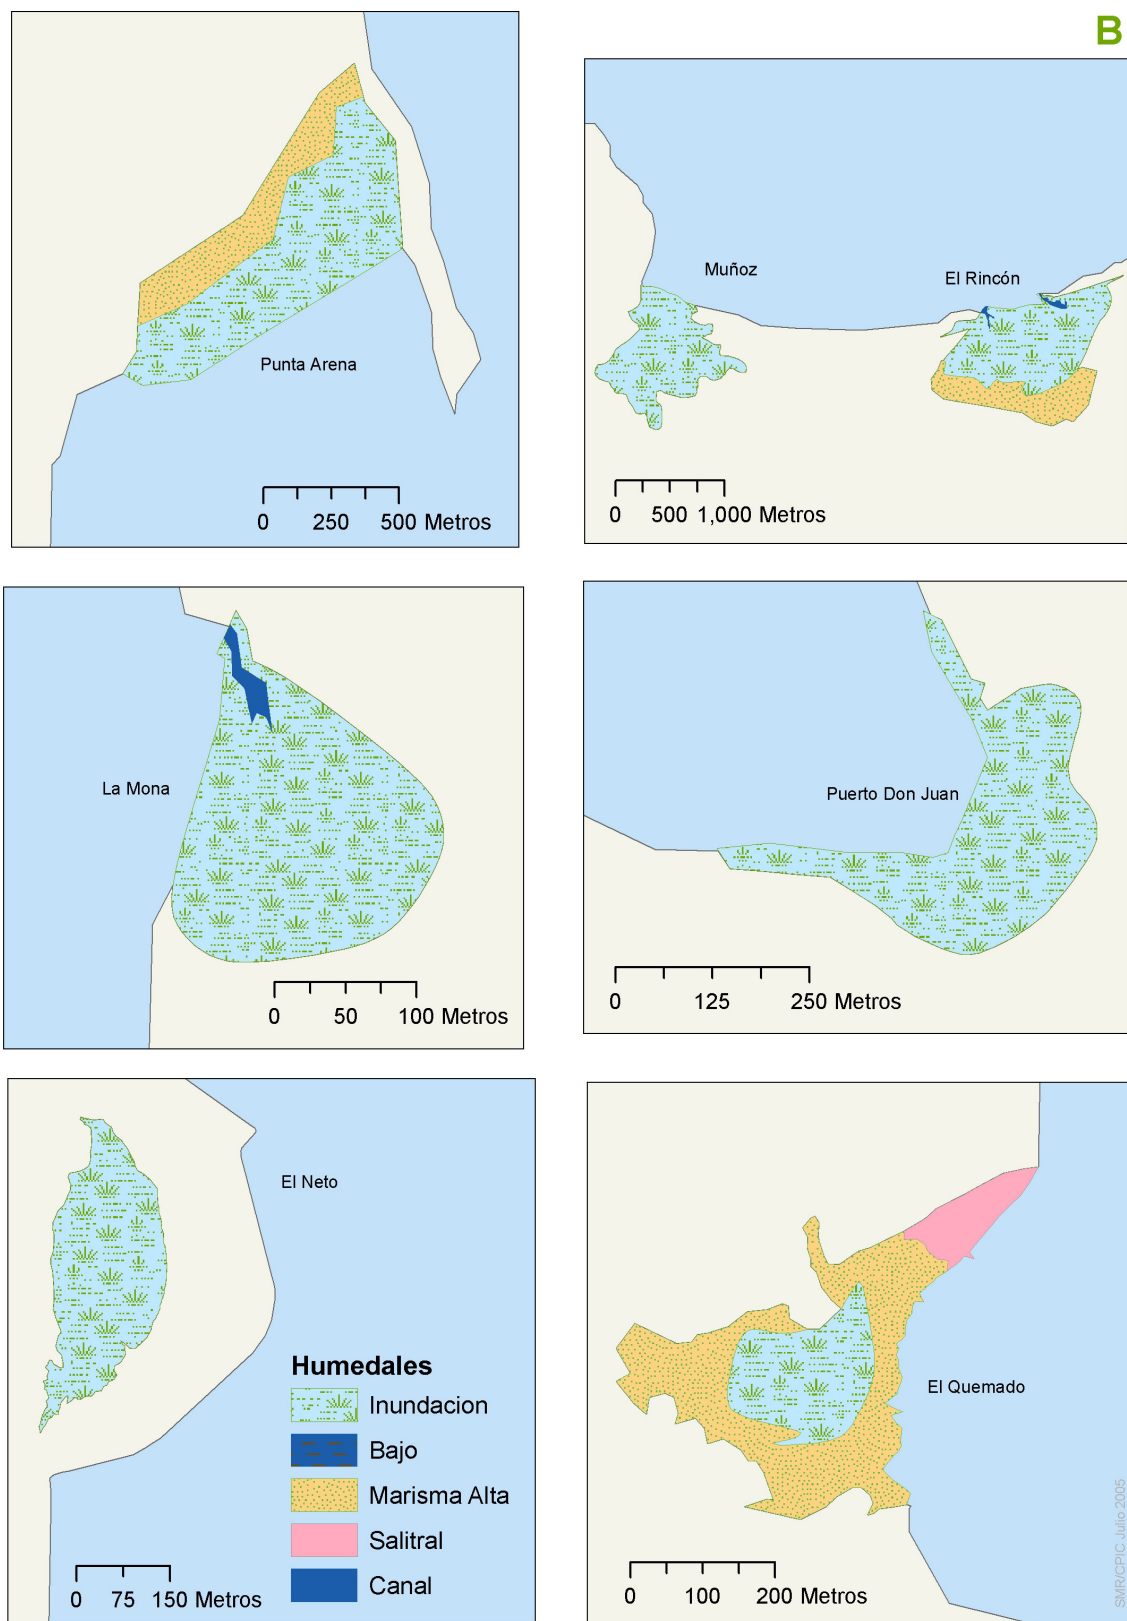 B
Punta Arena
0 250 500 Metros
Muñoz
El Rincón
0 500 1,000 Metros
La Mona
0 50 100 Metros
Puerto Don Juan
0 125 250 Metros
El Neto
Humedales
Inundacion
Bajo
Marisma Alta
Salitral
Canal
0 75 150 Metros
El Quemado
0 100 200 Metros
SMR/CPIC Julio 2005